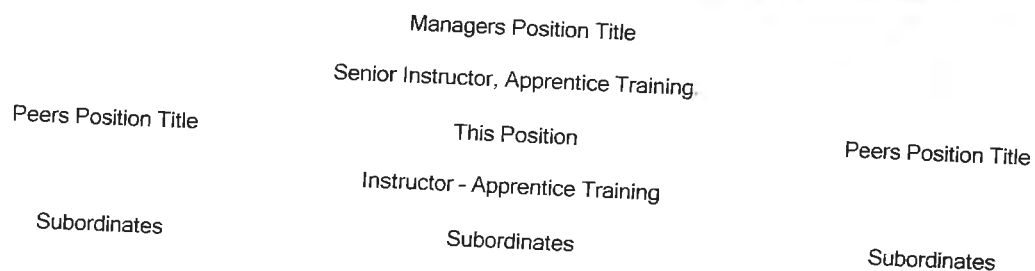 Managers Position Title
Senior Instructor, Apprentice Training
Peers Position Title
This Position
Peers Position Title
Instructor - Apprentice Training
Subordinates
Subordinates
Subordinates